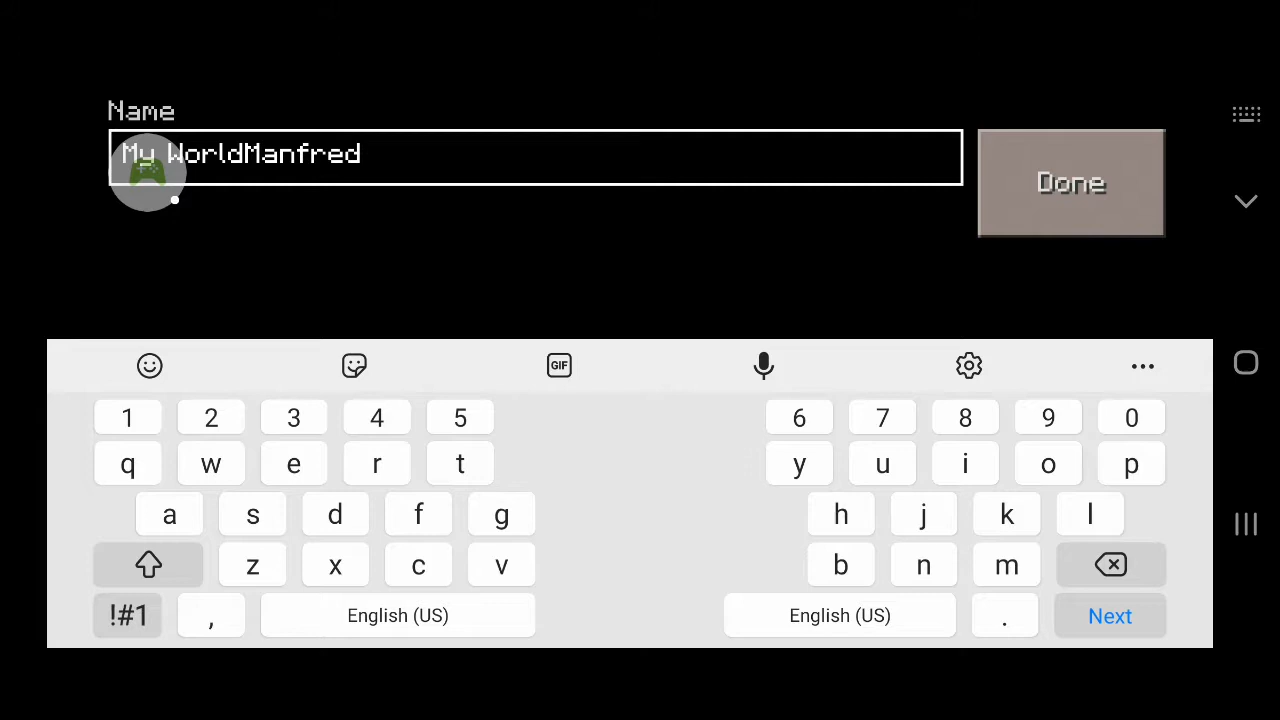 Name
My WorldManfred
Done
GIF
1 2 3 4 5 6 7 8 9 0
q w e r t y u i o p
a s d f g h j k l
z x c v b n m
!#1 , English (US) English (US) . Next